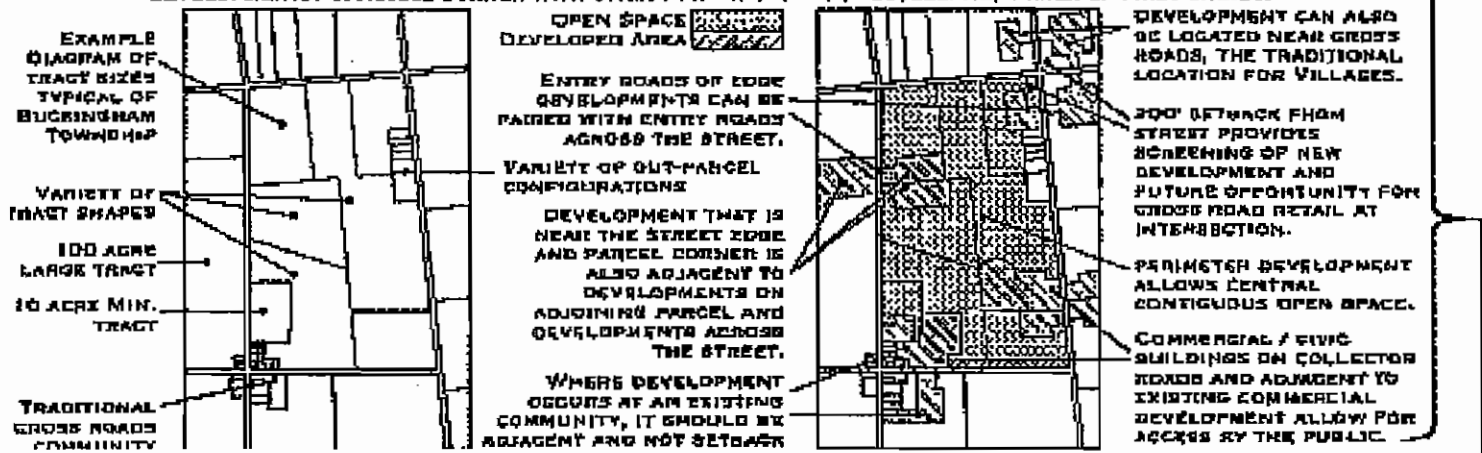 EXAMPLE
DIAGRAM OF
TRACT SIZES
TYPICAL OF
BUCKINGHAM
TOWNSHIP
VARIETY OF
TRACT SHAPES
100 ACRE
LARGE TRACT
10 ACRE MIN.
TRACT
TRADITIONAL
CROSS ROADS
COMMUNITY
OPEN SPACE
DEVELOPED AREA
ENTRY ROADS OF EDGE
DEVELOPMENTS CAN BE
PAIRED WITH ENTRY ROADS
ACROSS THE STREET.
VARIETY OF OUT-PARCEL
CONFIGURATIONS
DEVELOPMENT THAT IS
NEAR THE STREET EDGE
AND PARCEL CORNER IS
ALSO ADJACENT TO
DEVELOPMENTS ON
ADJOINING PARCEL AND
DEVELOPMENTS ACROSS
THE STREET.
WHERE DEVELOPMENT
OCCURS AT AN EXISTING
COMMUNITY, IT SHOULD BE
ADJACENT AND NOT SETBACK
DEVELOPMENT CAN ALSO
BE LOCATED NEAR CROSS
ROADS, THE TRADITIONAL
LOCATION FOR VILLAGES.
SETBACK FROM
STREET PROVIDES
SCREENING OF NEW
DEVELOPMENT AND
FUTURE OPPORTUNITY FOR
CROSS ROAD RETAIL AT
INTERSECTION.
PERIMETER DEVELOPMENT
ALLOWS CENTRAL
CONTIGUOUS OPEN SPACE.
COMMERCIAL / CIVIC
BUILDINGS ON COLLECTOR
ROADS AND ADJACENT TO
EXISTING COMMERCIAL
DEVELOPMENT ALLOW FOR
ACCESS BY THE PUBLIC.